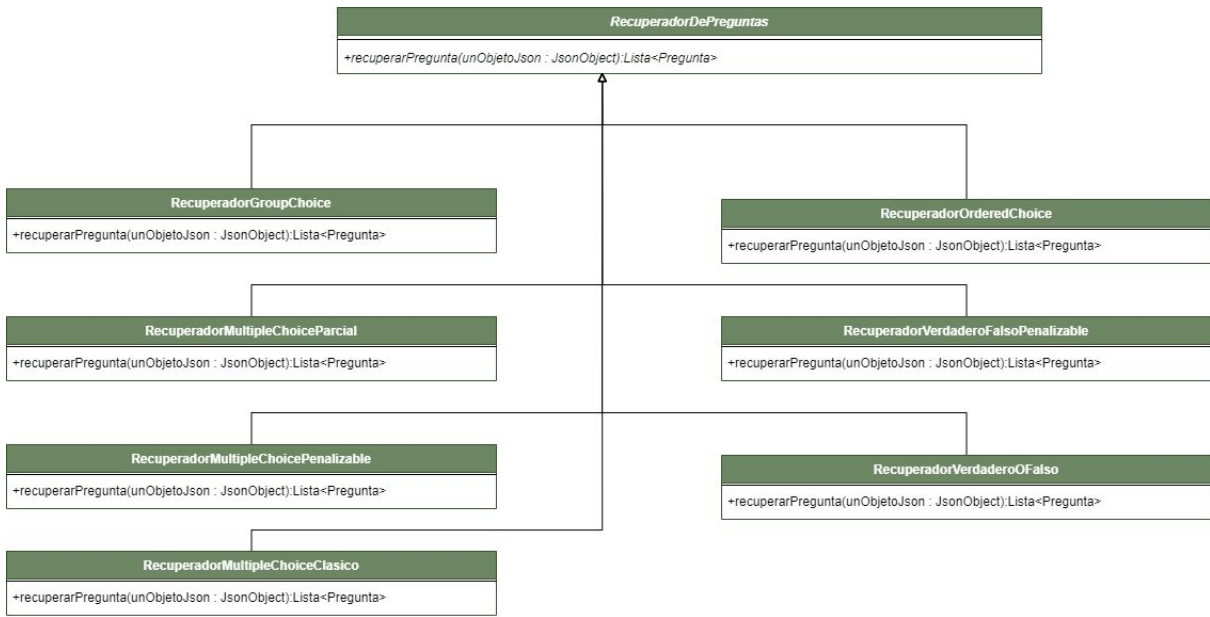 RecuperadorDePreguntas
+recuperarPregunta(unObjetoJson : JsonObject):Lista<Pregunta>
RecuperadorGroupChoice
+recuperarPregunta(unObjetoJson : JsonObject):Lista<Pregunta>
RecuperadorOrderedChoice
+recuperarPregunta(unObjetoJson : JsonObject):Lista<Pregunta>
RecuperadorMultipleChoiceParcial
+recuperarPregunta(unObjetoJson : JsonObject):Lista<Pregunta>
RecuperadorVerdaderoFalsoPenalizable
+recuperarPregunta(unObjetoJson : JsonObject):Lista<Pregunta>
RecuperadorMultipleChoicePenalizable
+recuperarPregunta(unObjetoJson : JsonObject):Lista<Pregunta>
RecuperadorVerdaderoOFalso
+recuperarPregunta(unObjetoJson : JsonObject):Lista<Pregunta>
RecuperadorMultipleChoiceClasico
+recuperarPregunta(unObjetoJson : JsonObject):Lista<Pregunta>